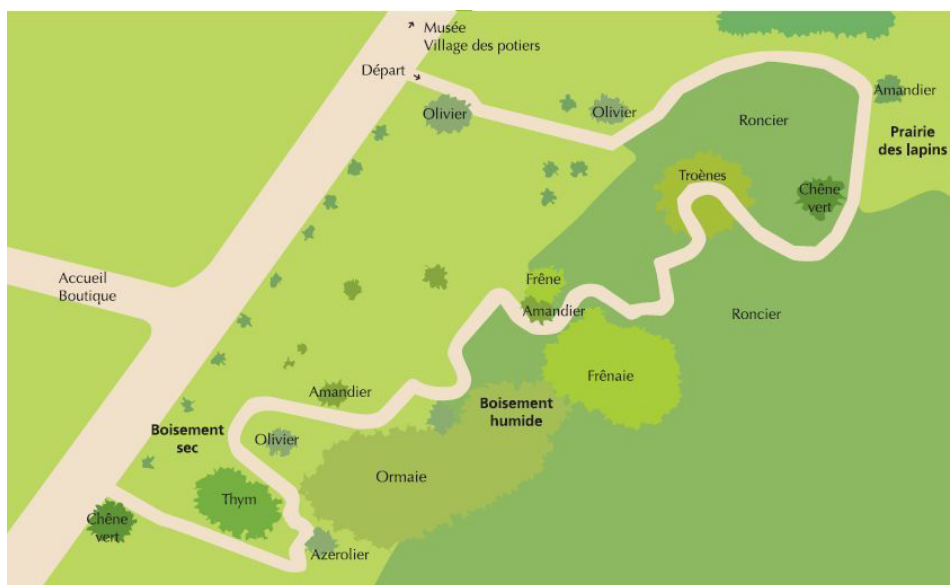 Musée
Village des potiers
Départ
Olivier
Olivier
Amandier
Roncier
Prairie
des lapins
Troènes
Chêne
vert
Accueil
Boutique
Frêne
Amandier
Roncier
Frênaie
Amandier
Boisement
humide
Boisement
sec
Olivier
Ormaie
Thym
Chêne
vert
Azerolier